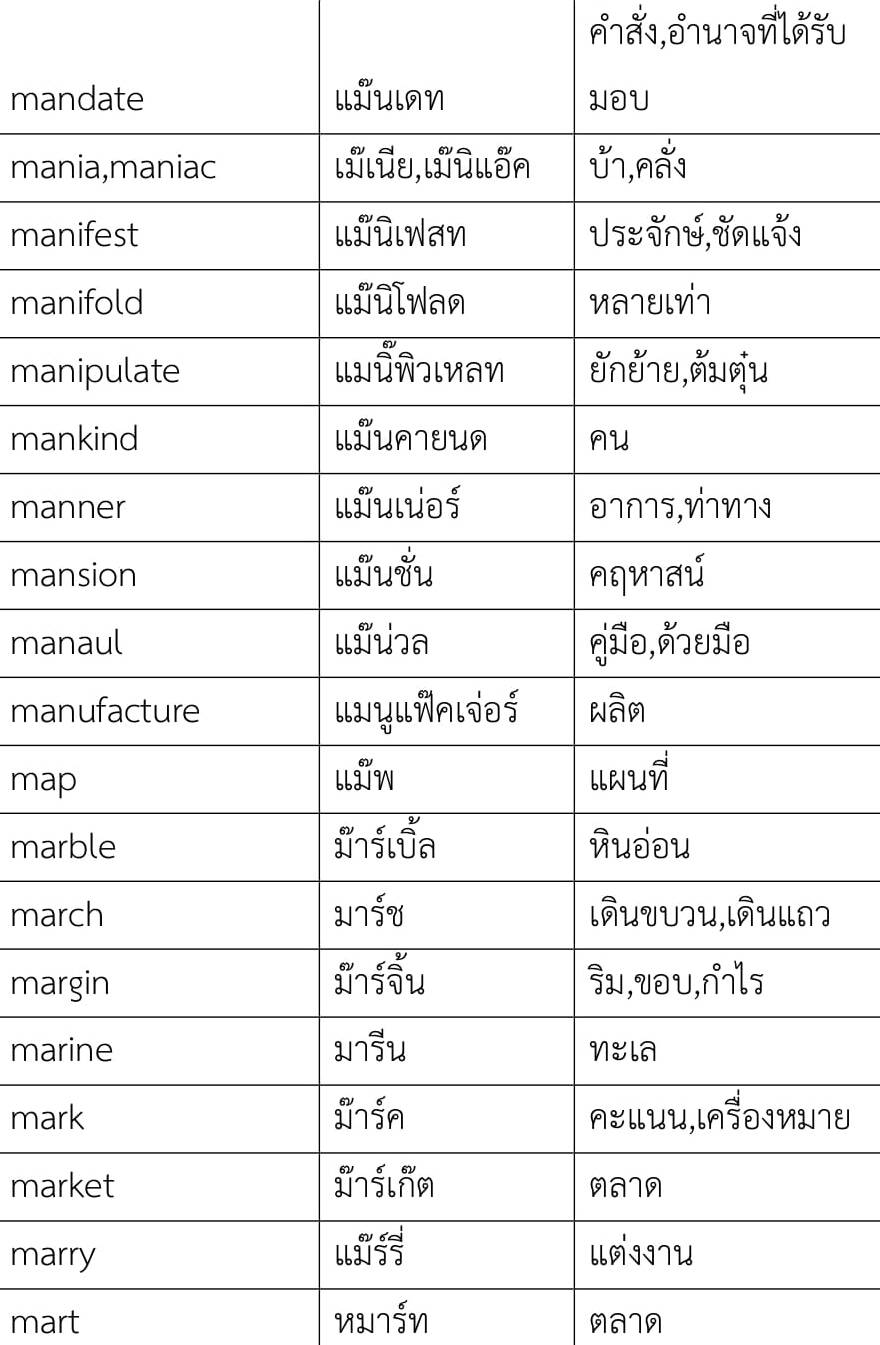 คำสั่ง,อำนาจที่ได้รับ
mandate แม๊นเดท มอบ
mania,maniac เม๊เนีย,เม๊นิแอ๊ค บ้า,คลั่ง
manifest แม๊นิเฟสท ประจักษ์,ชัดแจ้ง
manifold แม๊นิโฟลด หลายเท่า
manipulate แมนิ๊พิวเหลท ยักย้าย,ต้มตุ๋น
mankind แม๊นคายนด คน
manner แม๊นเน่อร์ อาการ,ท่าทาง
mansion แม๊นชั่น คฤหาสน์
manaul แม๊น่วล คู่มือ,ด้วยมือ
manufacture แมนูแฟ๊คเจ่อร์ ผลิต
map แม๊พ แผนที่
marble ม๊าร์เบิ้ล หินอ่อน
march มาร์ช เดินขบวน,เดินแถว
margin ม๊าร์จิ้น ริม,ขอบ,กำไร
marine มารีน ทะเล
mark ม๊าร์ค คะแนน,เครื่องหมาย
market ม๊าร์เก๊ต ตลาด
marry แม๊ร์รี่ แต่งงาน
mart หมาร์ท ตลาด